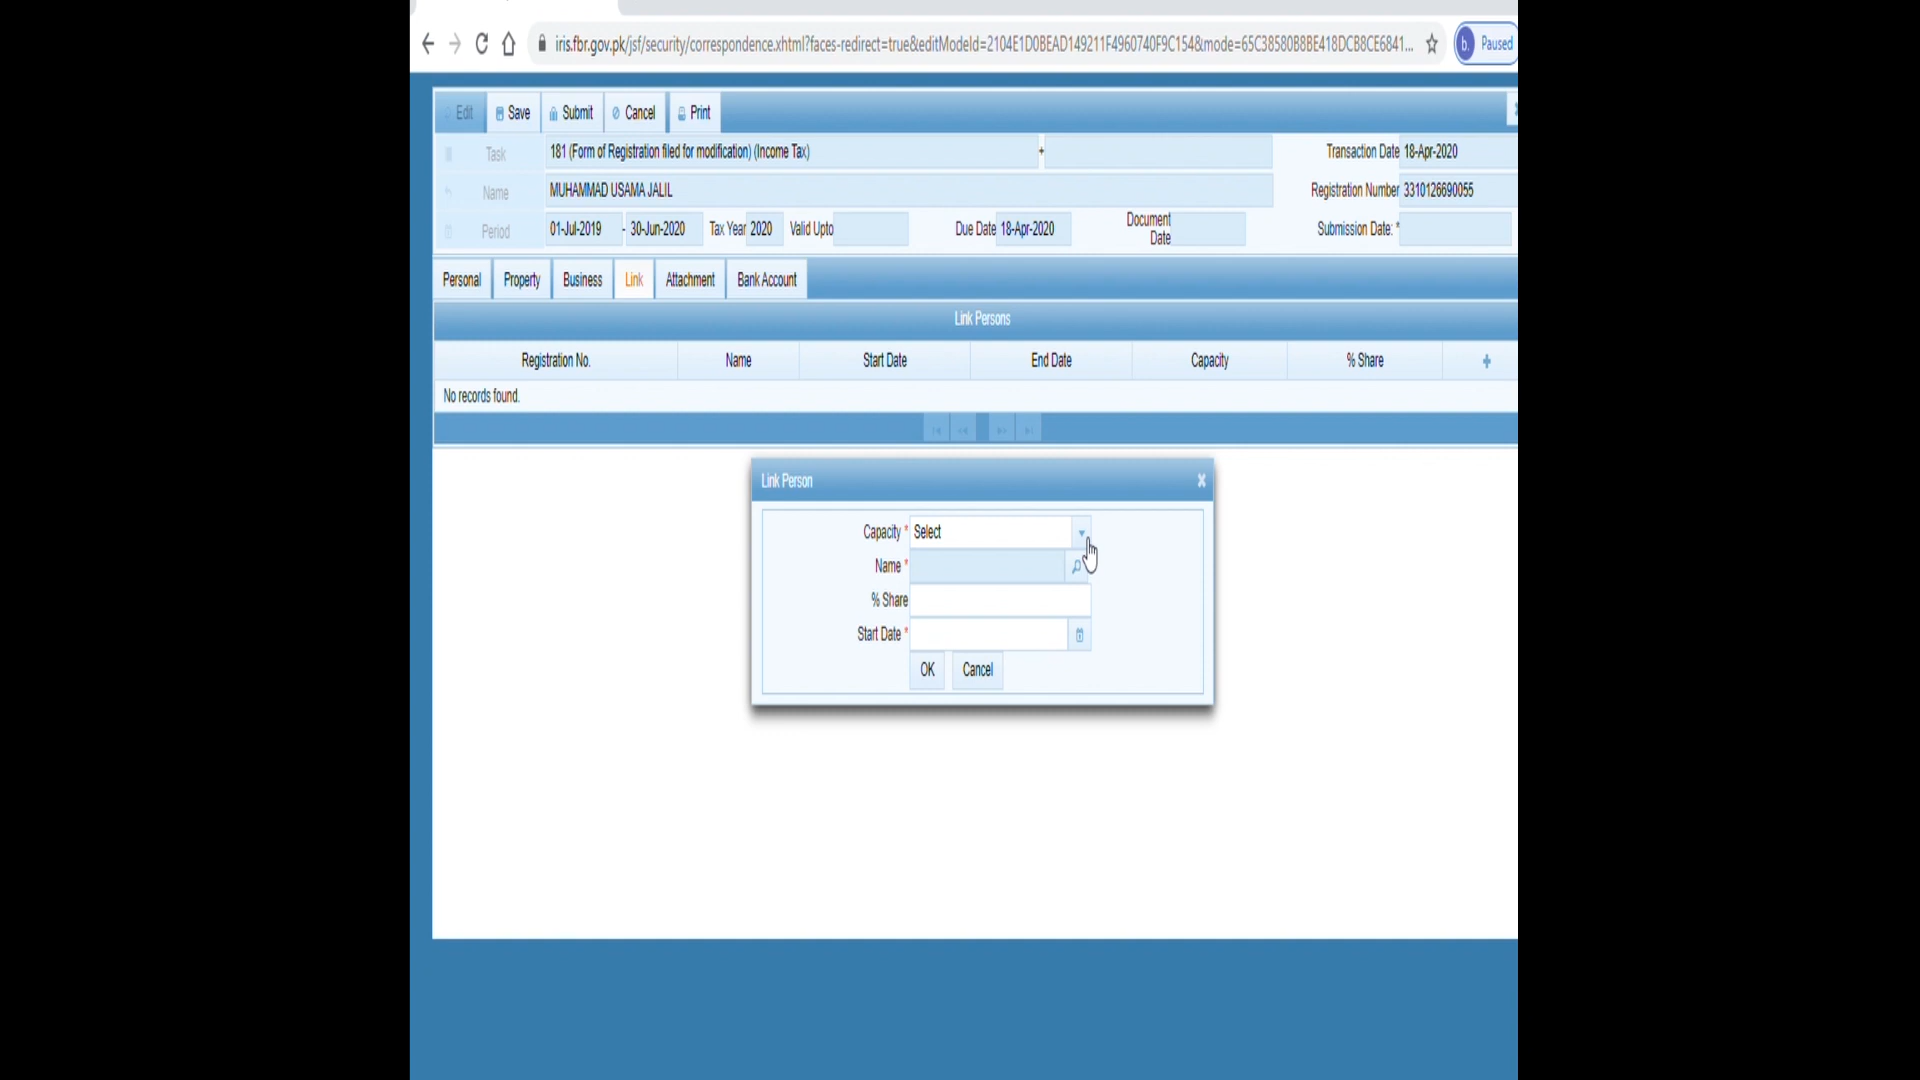 iris.fbr.gov.pk/jsf/security/correspondence.xhtml?faces-redirect=true&editModeId=2104E1D0BEAD149211F4960740F9C154&mode=65C38580B8BE418DCB8CE6841... b. Paused
Edit Save Submit Cancel Print
Task 181 (Form of Registration filed for modification) (Income Tax) + Transaction Date 18-Apr-2020
Name MUHAMMAD USAMA JALIL Registration Number 3310126690055
Period 01-Jul-2019 - 30-Jun-2020 Tax Year 2020 Valid Upto Due Date 18-Apr-2020 Document Date Submission Date: *
Personal Property Business Link Attachment Bank Account
Link Persons
Registration No. Name Start Date End Date Capacity % Share +
No records found.
Link Person
Capacity * Select
Name *
% Share
Start Date *
OK Cancel